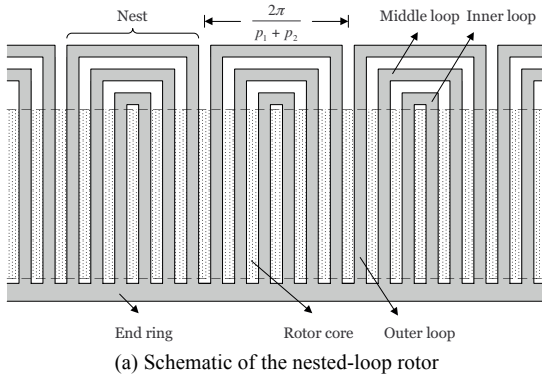 Nest
2π
p₁ + p₂
Middle loop
Inner loop
End ring
Rotor core
Outer loop
(a) Schematic of the nested-loop rotor